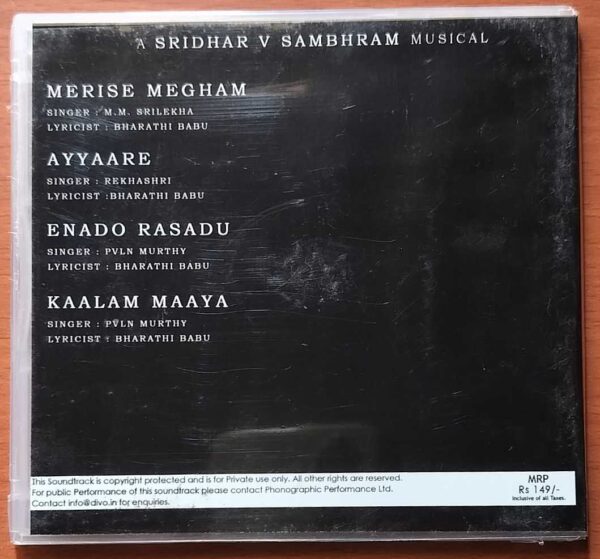 A SRIDHAR V SAMBHRAM MUSICAL
MERISE MEGHAM
SINGER : M.M. SRILEKHA
LYRICIST : BHARATHI BABU
AYYAARE
SINGER : REKHASHRI
LYRICIST :BHARATHI BABU
ENADO RASADU
SINGER : PVLN MURTHY
LYRICIST : BHARATHI BABU
KAALAM MAAYA
SINGER : PVLN MURTHY
LYRICIST : BHARATHI BABU
This Soundtrack is copyright protected and is for Private use only. All other rights are reserved.
For public Performance of this soundtrack please contact Phonographic Performance Ltd.
Contact info@divo.in for enquiries.
MRP
Rs 149/-
Inclusive of all Taxes.